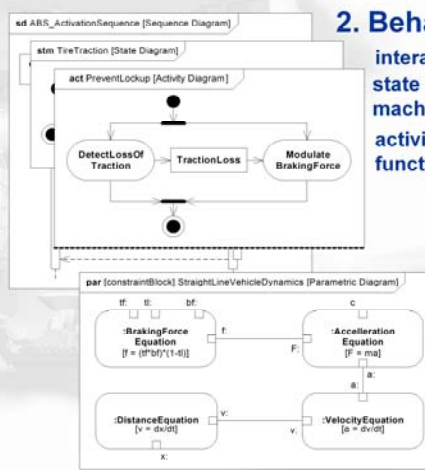 sd ABS_ActivationSequence [Sequence Diagram]
stm TireTraction [State Diagram]
act PreventLockup [Activity Diagram]
DetectLossOf
Traction
TractionLoss
Modulate
BrakingForce
2. Beha
intera
state
mach
activi
funct
par [constraintBlock] StraightLineVehicleDynamics [Parametric Diagram]
tf:
tl:
bf:
c
:BrakingForce
Equation
[f = (tf*bf)*(1-tl)]
f:
F:
:Accelleration
Equation
[F = ma]
a:
a:
:DistanceEquation
[v = dx/dt]
v:
v:
:VelocityEquation
[a = dv/dt]
x: